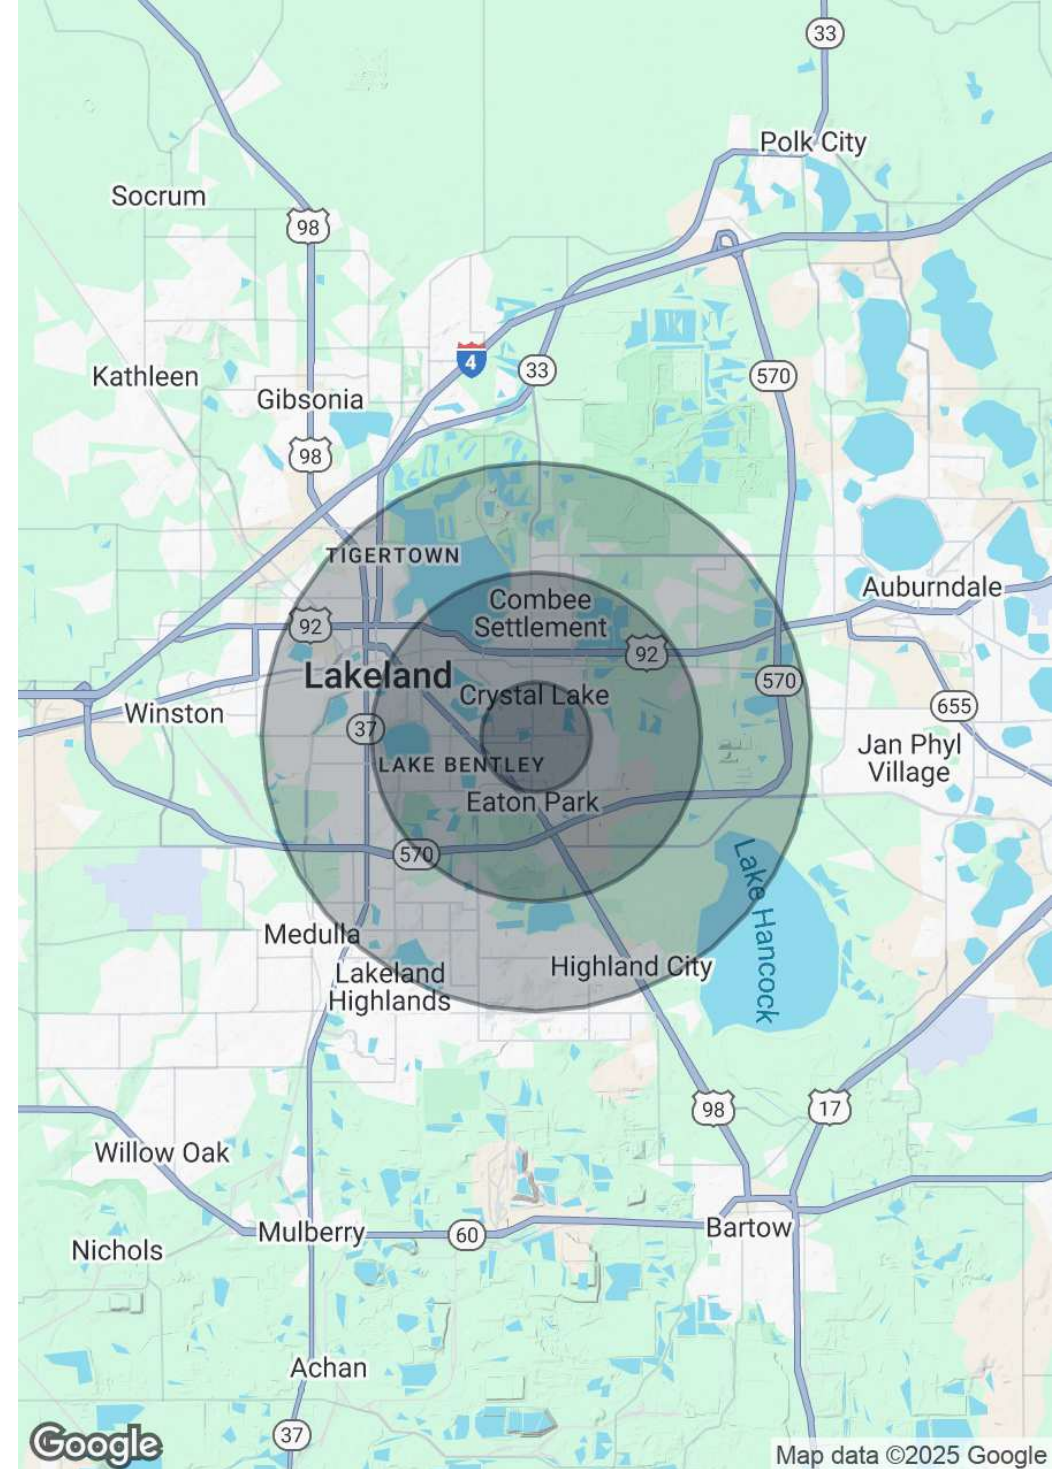 33
Polk City
Socrum
98
4
33
570
Kathleen
Gibsonia
98
TIGERTOWN
Auburndale
Combee
Settlement
92
92
Lakeland
Crystal Lake
570
655
Winston
37
Jan Phyl
Village
LAKE BENTLEY
Eaton Park
570
Lake Hancock
Medulla
Highland City
Lakeland
Highlands
98
17
Willow Oak
Mulberry
60
Bartow
Nichols
Achan
37
Google
Map data ©2025 Google